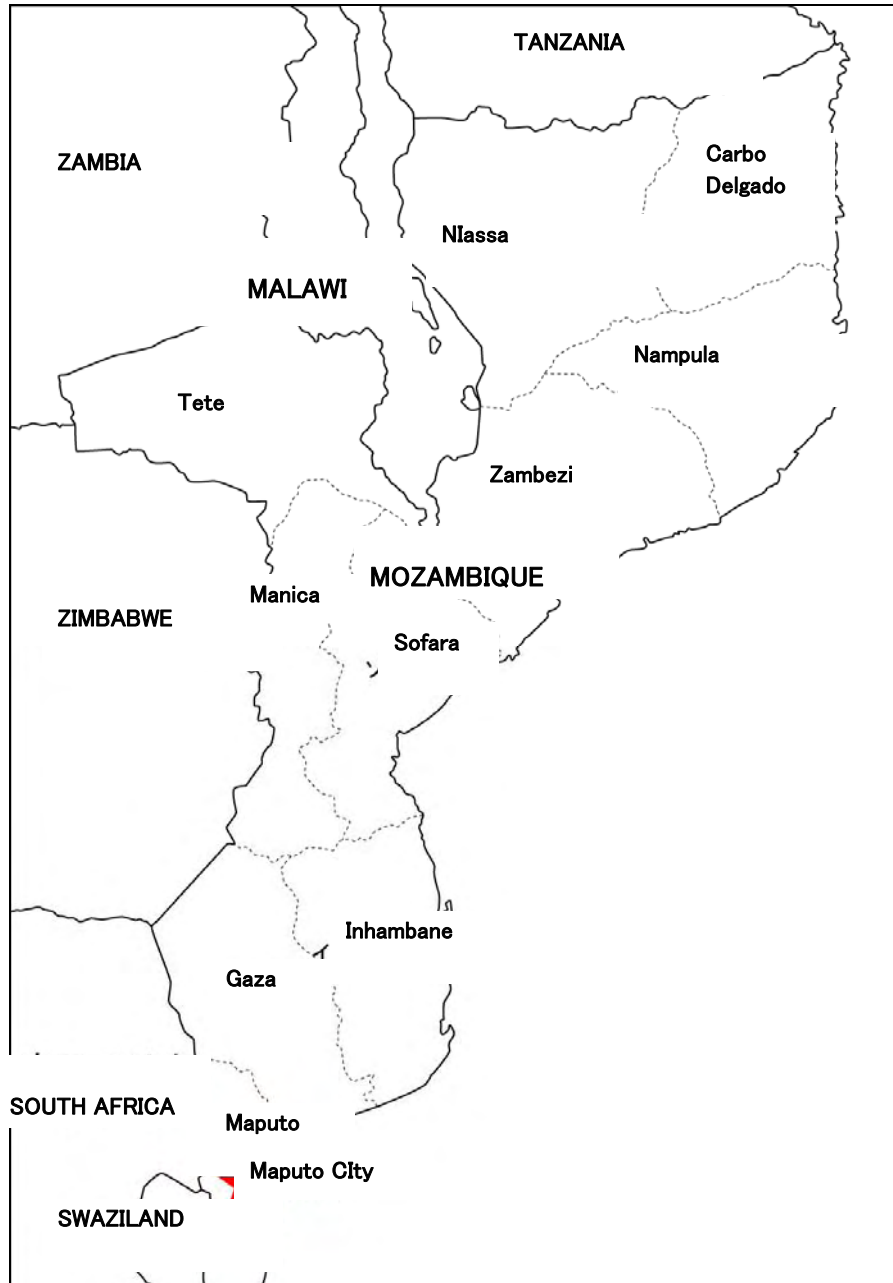 TANZANIA
ZAMBIA
Carbo
Delgado
NIassa
MALAWI
Nampula
Tete
Zambezi
MOZAMBIQUE
Manica
ZIMBABWE
Sofara
Inhambane
Gaza
SOUTH AFRICA
Maputo
Maputo CIty
SWAZILAND